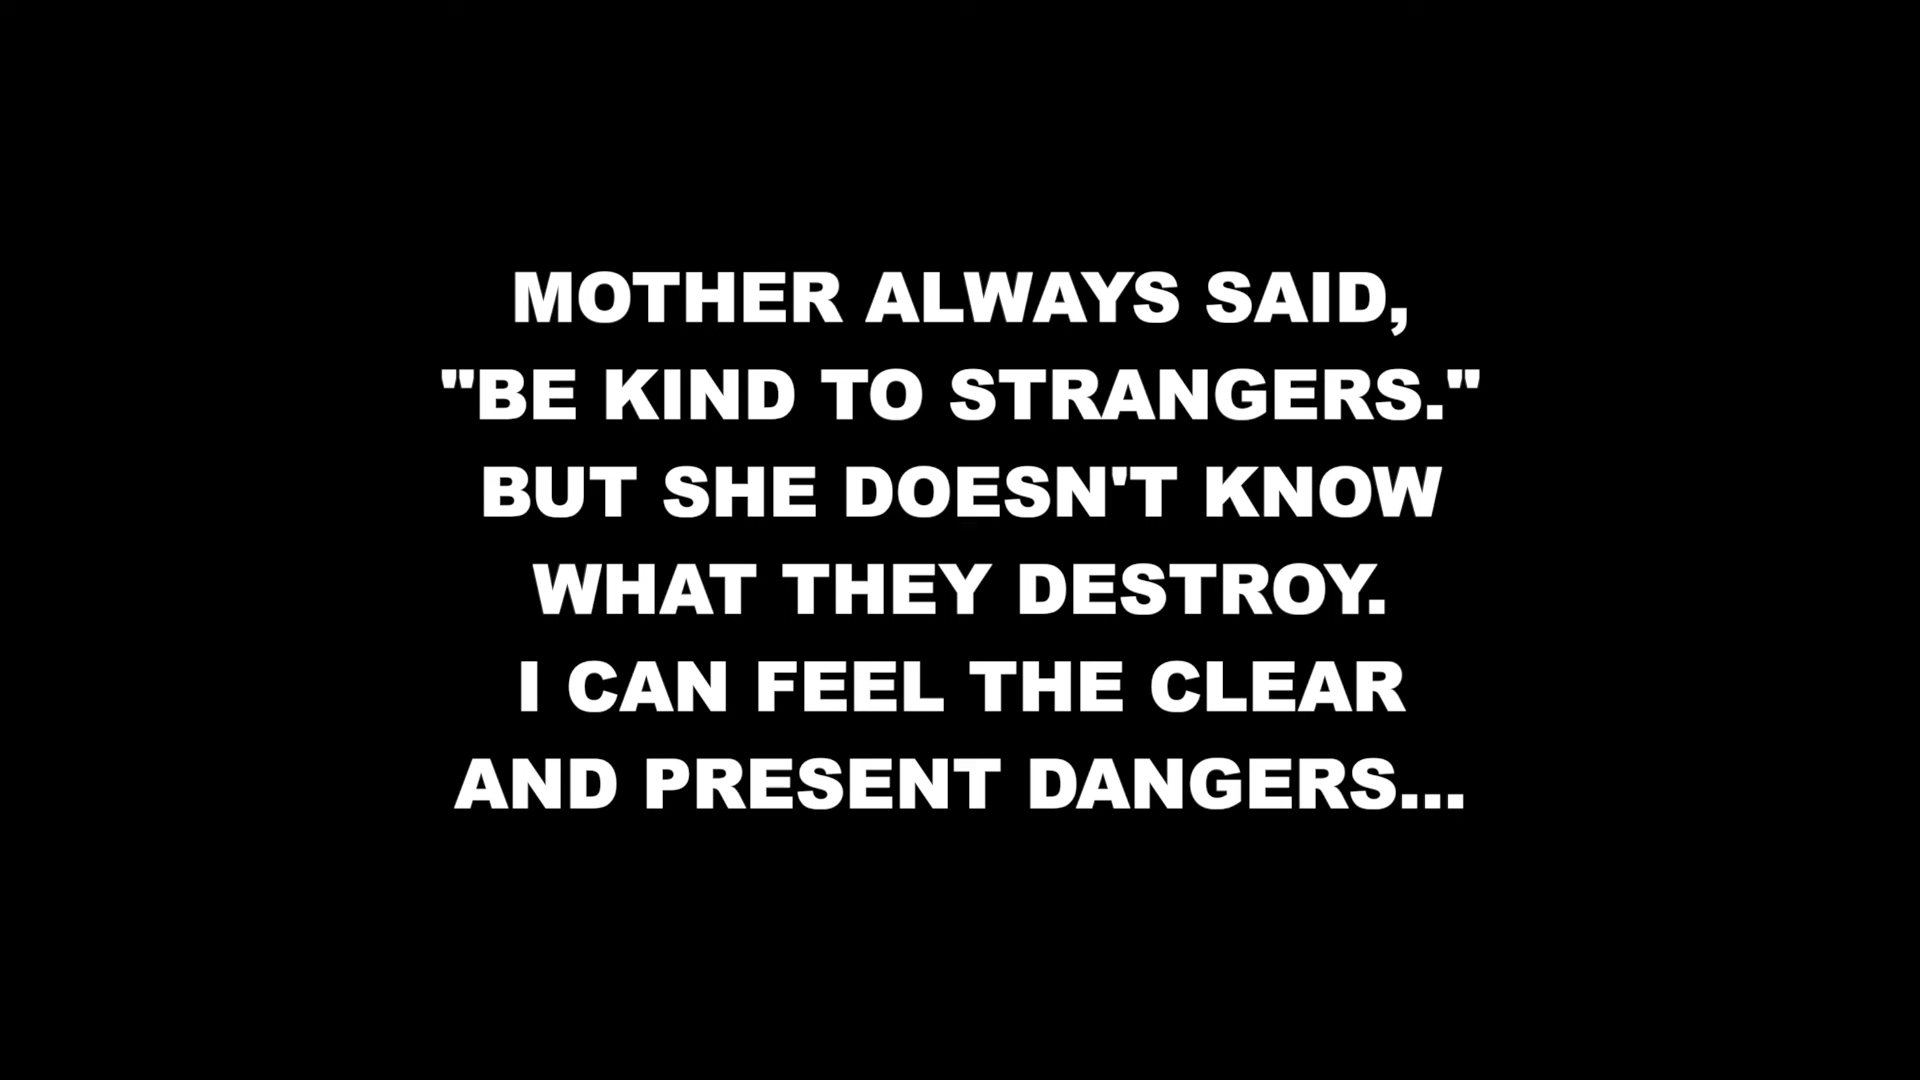 MOTHER ALWAYS SAID,
"BE KIND TO STRANGERS."
BUT SHE DOESN'T KNOW
WHAT THEY DESTROY.
I CAN FEEL THE CLEAR
AND PRESENT DANGERS...